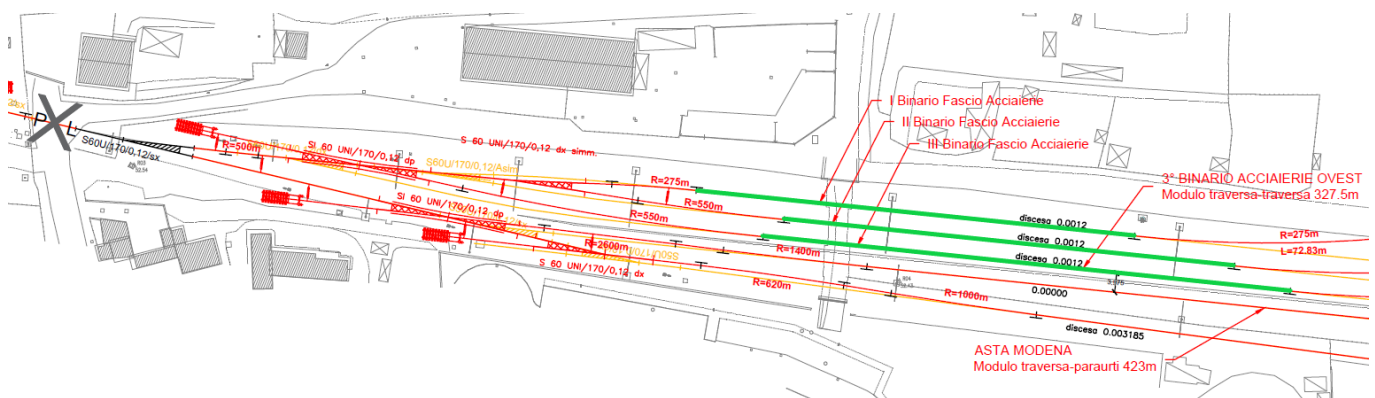 I Binario Fascio Acciaierie
II Binario Fascio Acciaierie
III Binario Fascio Acciaierie
P L
S60U/170/0,12/sx
R=500m
SI 60 UNI/170/0,12 dp
S 60 UNI/170/0,12 dx simm.
S60U/170/0,12/Asim
R=275m
R=550m
R=550m
3° BINARIO ACCIAIERIE OVEST
Modulo traversa-traversa 327.5m
discesa 0.0012
discesa 0.0012
discesa 0.0012
R=275m
L=72.83m
SI 60 UNI/170/0,12 dp
R=2600m
R=1400m
S 60 UNI/170/0,12 dx
R=620m
R=1000m
0.00000
discesa 0.003185
ASTA MODENA
Modulo traversa-paraurti 423m